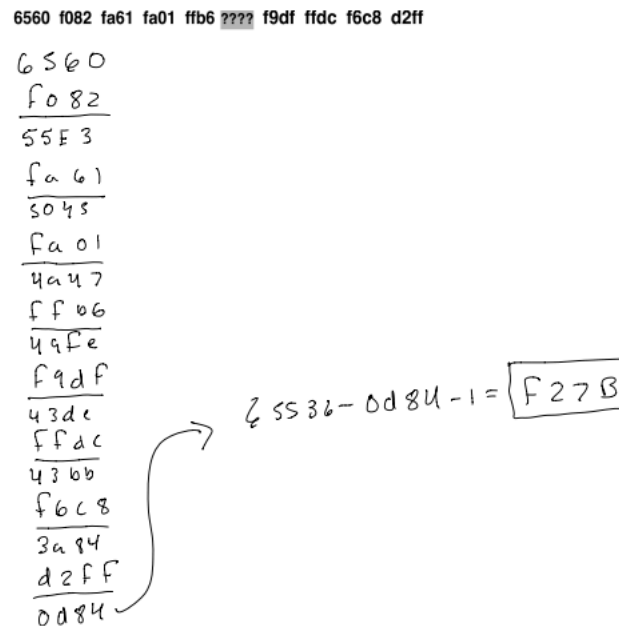 6560 f082 fa61 fa01 ffb6 ???? f9df ffdc f6c8 d2ff
6560
f082
55E3
fa61
5045
fa01
4a47
ffb6
49fe
f9df
43de
ffdc
43bb
f6c8
3a84
d2ff
0d84
65536-0d84-1= F27B